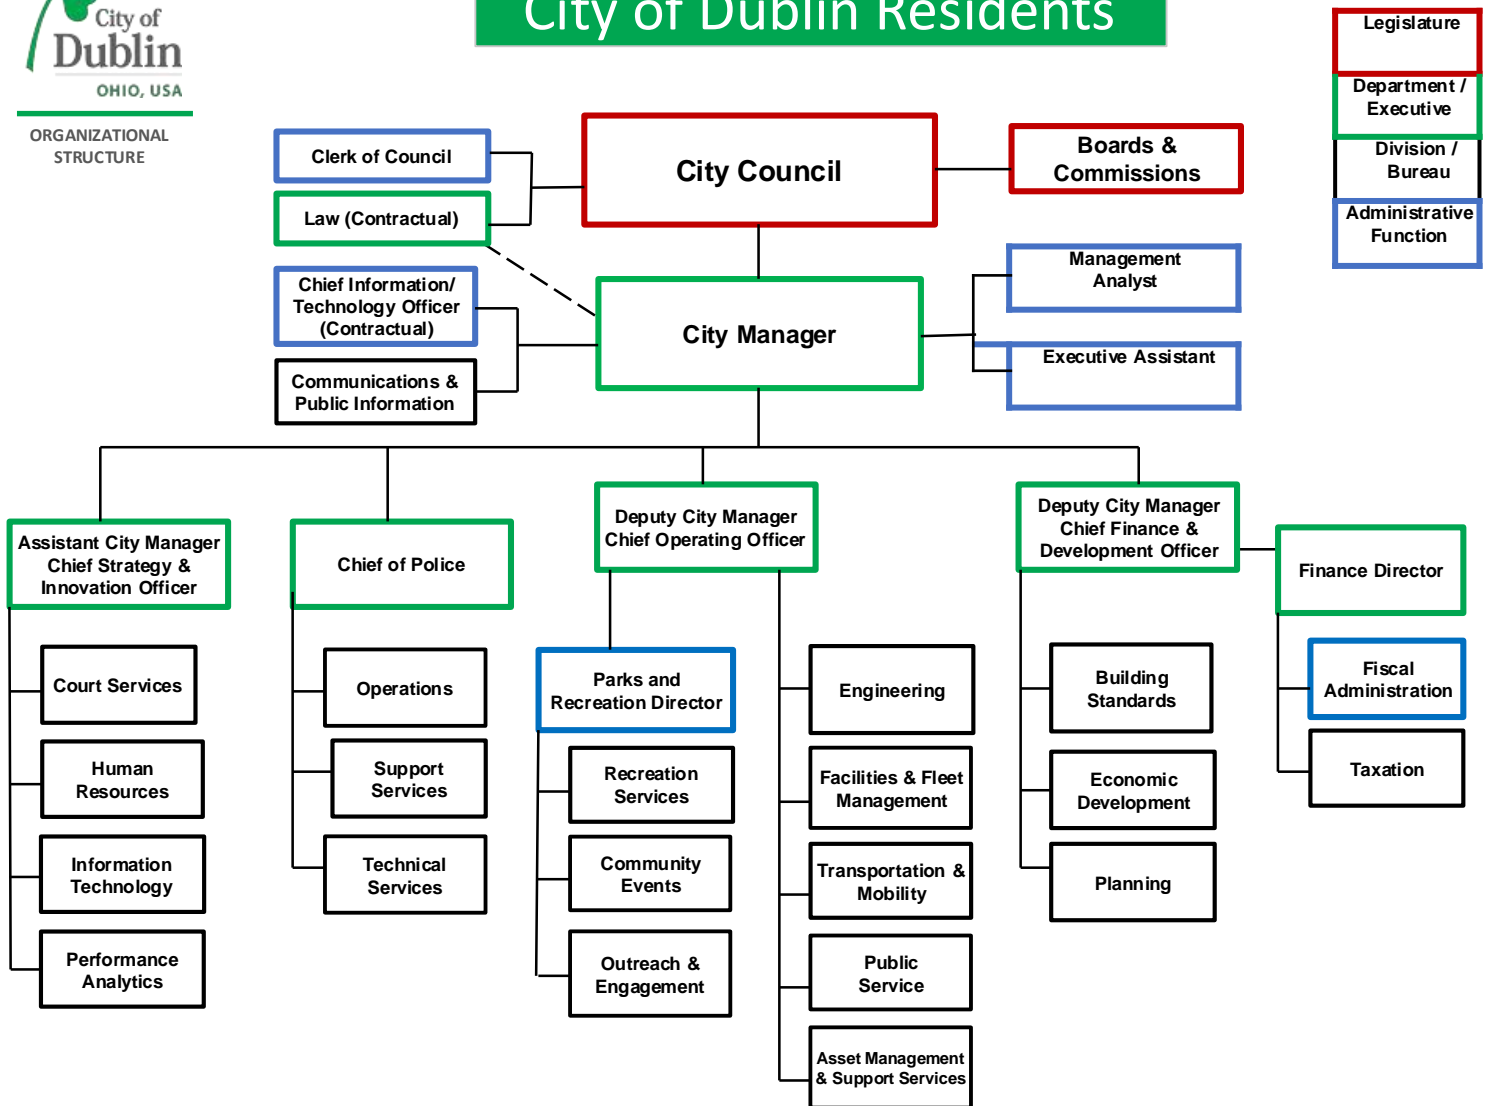 City of
Dublin
OHIO, USA
ORGANIZATIONAL
STRUCTURE
City of Dublin Residents
Legislature
Department /
Executive
Division /
Bureau
Administrative
Function
Clerk of Council
Law (Contractual)
City Council
Boards &
Commissions
Chief Information/
Technology Officer
(Contractual)
Communications &
Public Information
City Manager
Management
Analyst
Executive Assistant
Assistant City Manager
Chief Strategy &
Innovation Officer
Court Services
Human
Resources
Information
Technology
Performance
Analytics
Chief of Police
Operations
Support
Services
Technical
Services
Deputy City Manager
Chief Operating Officer
Parks and
Recreation Director
Recreation
Services
Community
Events
Outreach &
Engagement
Engineering
Facilities & Fleet
Management
Transportation &
Mobility
Public
Service
Asset Management
& Support Services
Deputy City Manager
Chief Finance &
Development Officer
Building
Standards
Economic
Development
Planning
Finance Director
Fiscal
Administration
Taxation